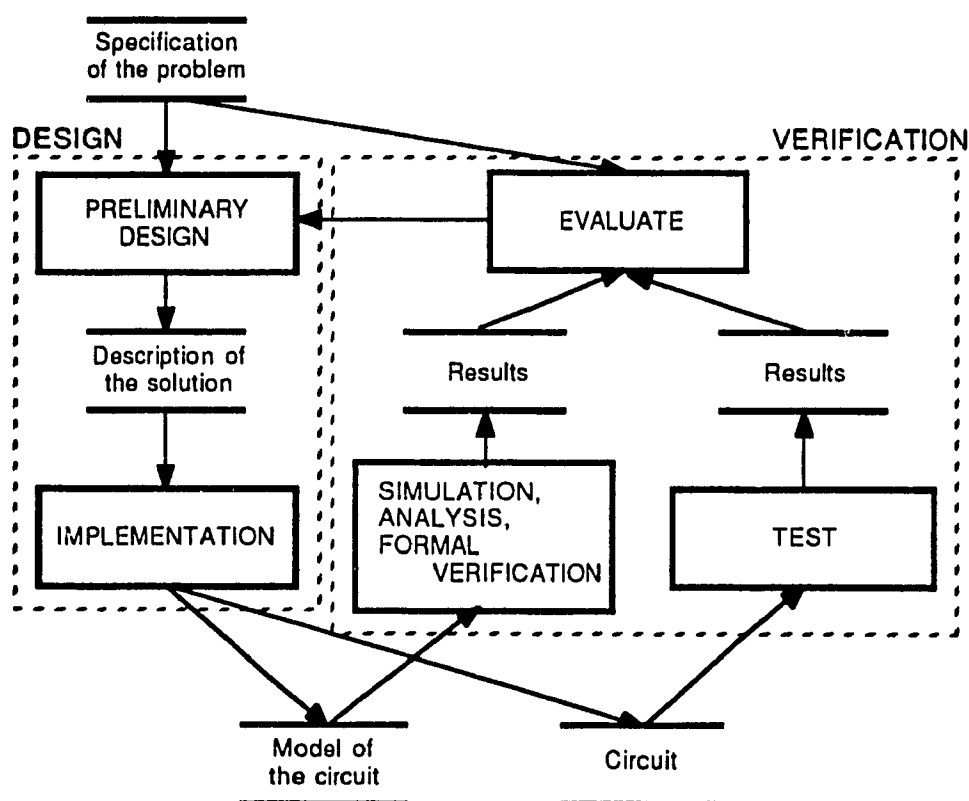 Specification
of the problem
DESIGN
VERIFICATION
PRELIMINARY
DESIGN
EVALUATE
Description of
the solution
Results
Results
IMPLEMENTATION
SIMULATION,
ANALYSIS,
FORMAL
VERIFICATION
TEST
Model of
the circuit
Circuit